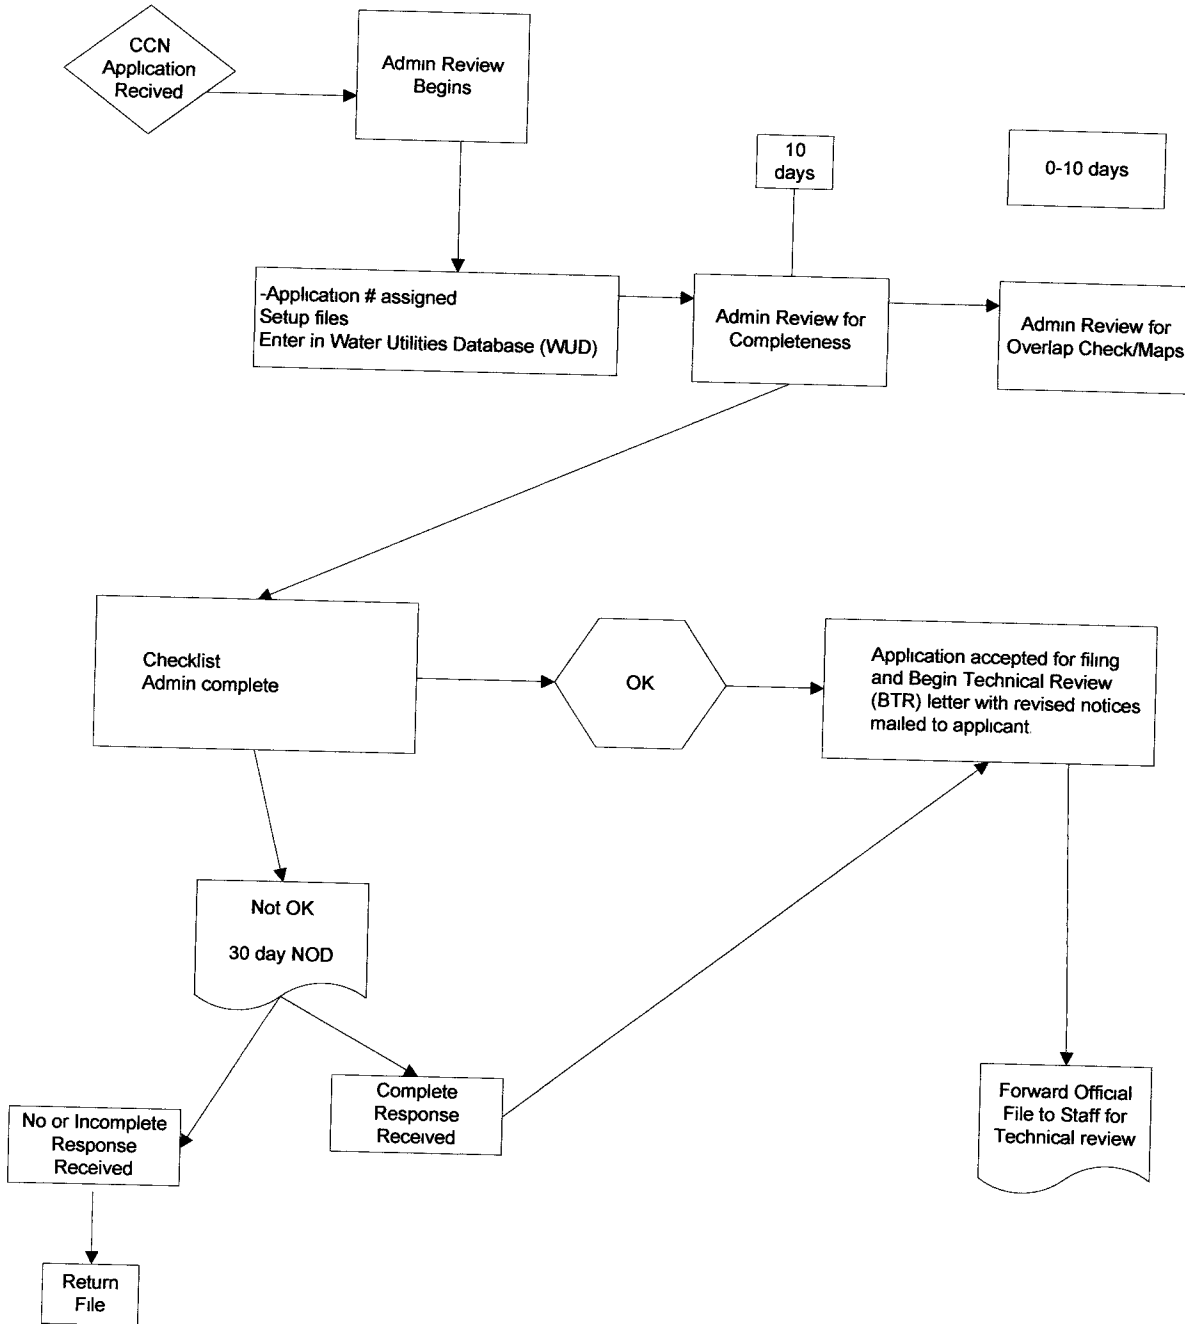 CCN
Application
Recived
Admin Review
Begins
10
days
0-10 days
-Application # assigned
Setup files
Enter in Water Utilities Database (WUD)
Admin Review for
Completeness
Admin Review for
Overlap Check/Maps
Checklist
Admin complete
OK
Application accepted for filing
and Begin Technical Review
(BTR) letter with revised notices
mailed to applicant.
Not OK
30 day NOD
No or Incomplete
Response
Received
Complete
Response
Received
Forward Official
File to Staff for
Technical review
Return
File